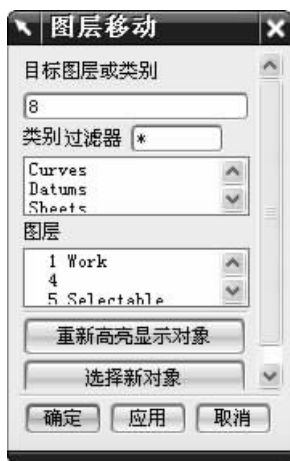 图层移动
目标图层或类别
8
类别过滤器 *
Curves
Datums
Sheets
图层
1 Work
4
5 Selectable
重新高亮显示对象
选择新对象
确定 应用 取消